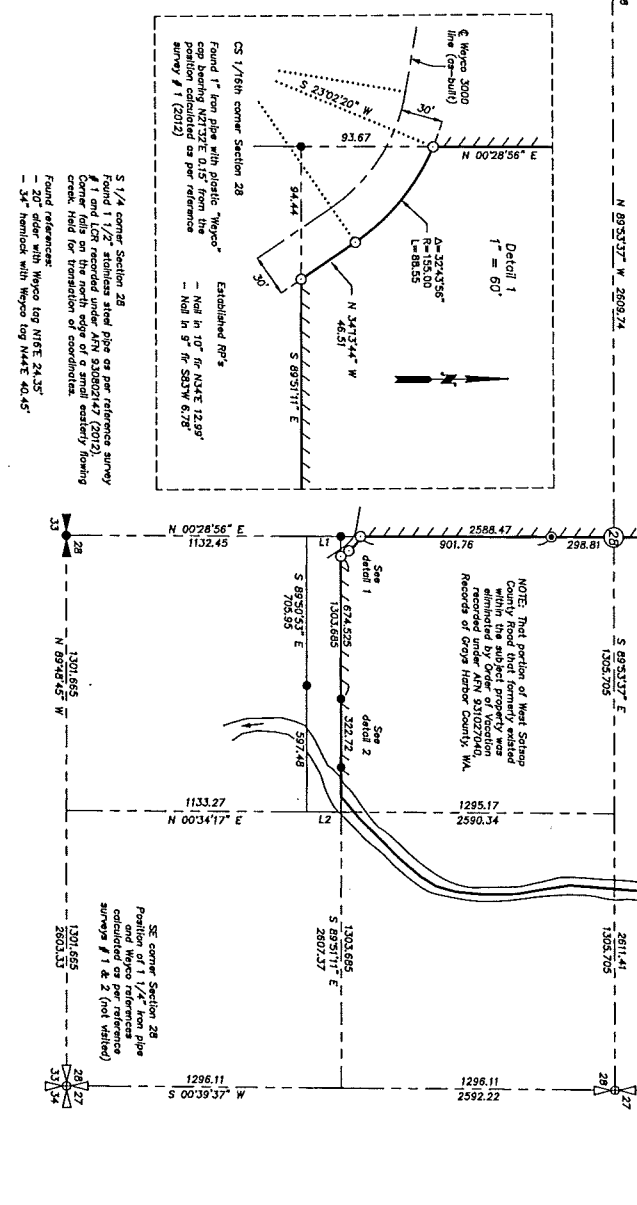 N 89°53'37" W 2609.74
28
S 89°53'37" E
1305.705
2611.41
1305.705
28
27
Detail 1
1" = 60'
₵ Weyco 3000
line (as-built)
30'
S 23°02'20" W
93.67
N 00°28'56" E
94.44
Δ=32°43'56"
R=155.00
L=88.55
N 34°13'44" W
46.51
30'
S 89°51'11" E
CS 1/16th corner Section 28
Found 1" iron pipe with plastic "Weyco"
cap bearing N21°32'E 0.15' from the
position calculated as per reference
survey # 1 (2012)
Established RP's
– Nail in 10" fir N34°E 12.99'
– Nail in 9" fir S83°W 6.78'
S 1/4 corner Section 28
Found 1 1/2" stainless steel pipe as per reference survey
# 1 and LCR recorded under AFN 930802147 (2012).
Corner falls on the north edge of a small easterly flowing
creek. Held for translation of coordinates.
Found references:
– 20" alder with Weyco tag N16°E 24.35'
– 34" hemlock with Weyco tag N44°E 40.45'
NOTE: That portion of West Satsop
County Road that formerly existed
within the subject property was
eliminated by Order of Vacation
recorded under AFN 931027040,
Records of Grays Harbor County, WA.
2588.47
901.76
298.81
See
detail 1
See
detail 2
L1
674.525
1303.685
322.72
N 00°28'56" E
1132.45
S 89°50'53" E
705.95
597.48
L2
1133.27
N 00°34'17" E
1295.17
2590.34
1303.685
S 89°51'11" E
2607.37
1296.11
S 00°39'37" W
1296.11
2592.22
28
33
1301.665
N 89°48'45" W
1301.665
2603.33
SE corner Section 28
Position of 1 1/4" iron pipe
and Weyco references
calculated as per reference
surveys # 1 & 2 (not visited)
28
27
33
34